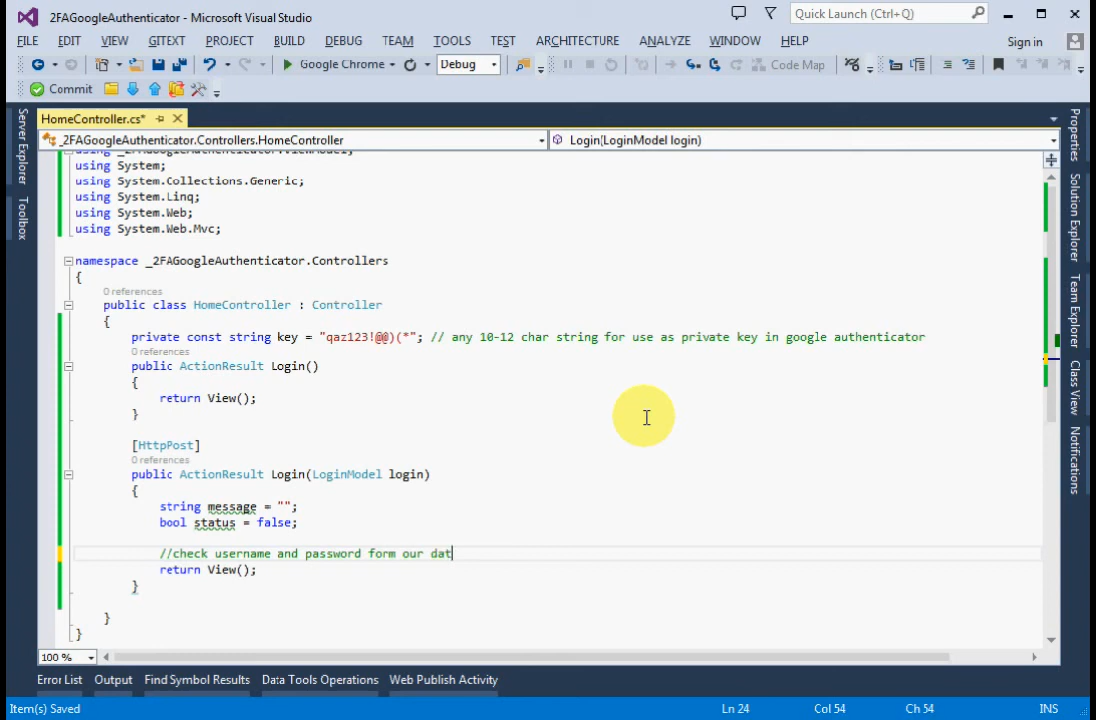 2FAGoogleAuthenticator - Microsoft Visual Studio
Quick Launch (Ctrl+Q)
FILE EDIT VIEW GITEXT PROJECT BUILD DEBUG TEAM TOOLS TEST ARCHITECTURE ANALYZE WINDOW HELP Sign in
Google Chrome Debug Code Map
Commit
HomeController.cs*
_2FAGoogleAuthenticator.Controllers.HomeController Login(LoginModel login)
Server Explorer
Toolbox
using _2FAGoogleAuthenticator.ViewModel;
using System;
using System.Collections.Generic;
using System.Linq;
using System.Web;
using System.Web.Mvc;
namespace _2FAGoogleAuthenticator.Controllers
{
0 references
public class HomeController : Controller
{
private const string key = "qaz123!@@)(*"; // any 10-12 char string for use as private key in google authenticator
0 references
public ActionResult Login()
{
return View();
}
[HttpPost]
0 references
public ActionResult Login(LoginModel login)
{
string message = "";
bool status = false;
//check username and password form our dat
return View();
}
}
}
Properties
Solution Explorer
Team Explorer
Class View
Notifications
100 %
Error List Output Find Symbol Results Data Tools Operations Web Publish Activity
Item(s) Saved Ln 24 Col 54 Ch 54 INS